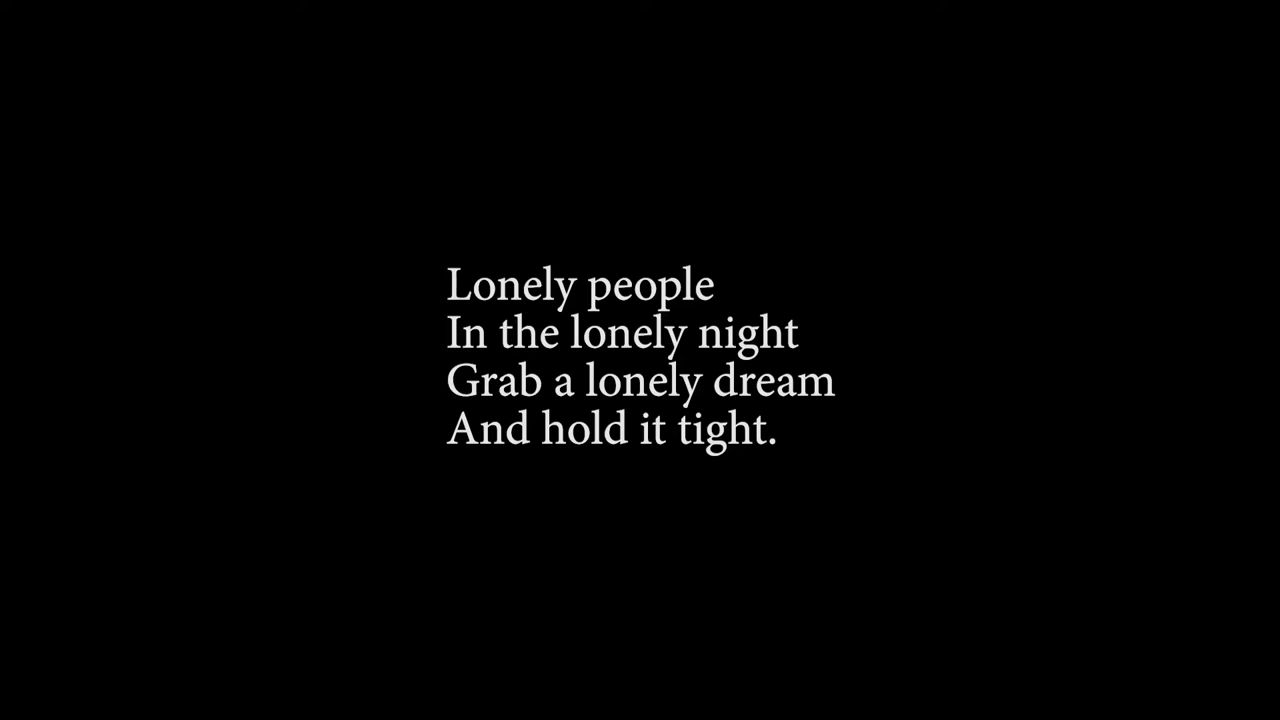 Lonely people
In the lonely night
Grab a lonely dream
And hold it tight.